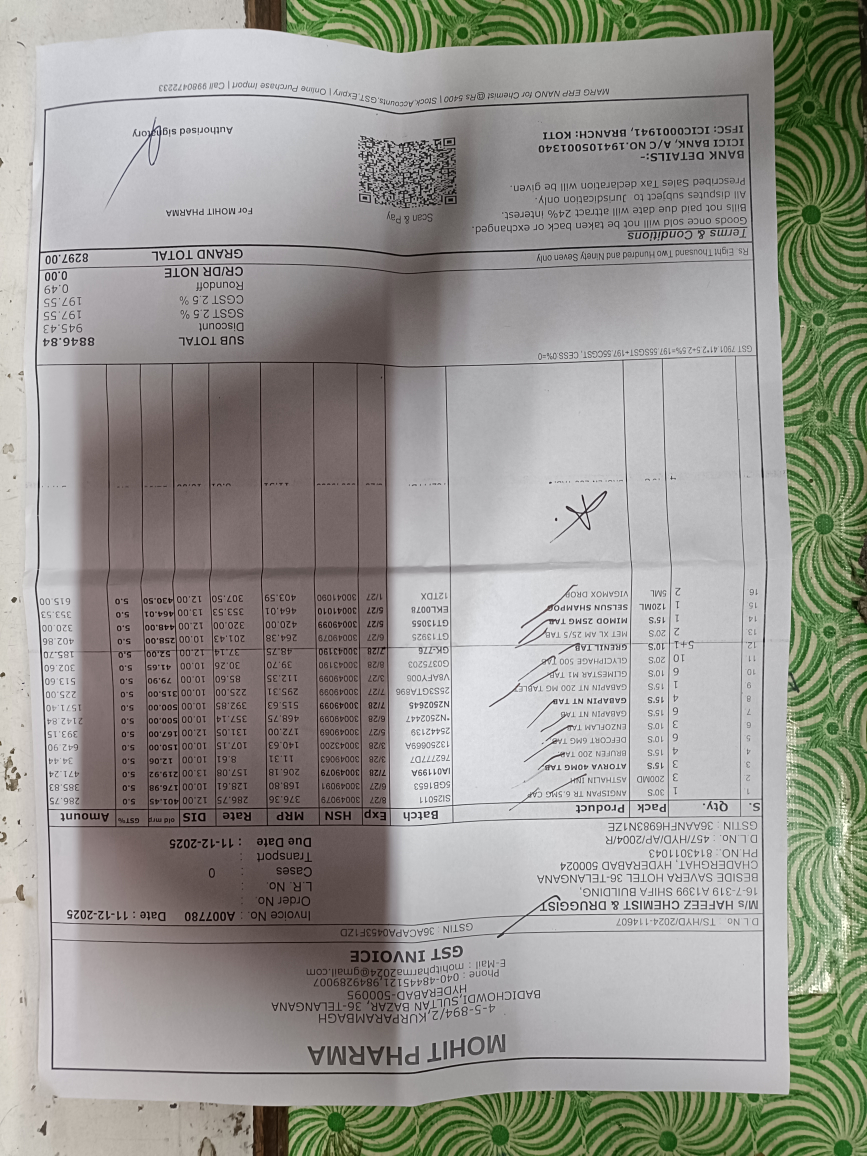 MOHIT PHARMA
4-5-894/2,KURPARAMBAGH
BADICHOWDI,SULTAN BAZAR, 36-TELANGANA
HYDERABAD-500095
Phone : 040-48445121,9849289007
E-Mail : mohitpharma2024@gmail.com
GST INVOICE
D L No : TS/HYD/2024-114607 GSTIN : 36ACAPA0453F1ZD
M/s HAFEEZ CHEMIST & DRUGGIST
16-7-319 A1399 SHIFA BUILDING,
BESIDE SAVERA HOTEL 36-TELANGANA
CHADERGHAT, HYDERABAD 500024
PH.NO.: 8143011043
D.L.No. : 457/HYD/AP/2004/R
GSTIN : 36AANFH6983N1ZE
Invoice No. : A007780 Date : 11-12-2025
Order No. :
L. R. No. :
Cases : 0
Transport :
Due Date : 11-12-2025
S. Qty. Pack Product Batch Exp HSN MRP Rate DIS old mrp GST% Amount
1 1 30'S ANGISPAN TR 6.5MG CAP SI25011 8/27 30049079 376.36 286.75 12.00 401.45 5.0 286.75
2 3 200MD ASTHALIN INH 5GB1653 6/27 30049091 168.80 128.61 12.00 176.98 5.0 385.83
3 3 15'S ATORVA 40MG TAB IA01199A 7/28 30049079 206.18 157.08 13.00 219.92 5.0 471.24
4 4 15'S BRUFEN 200 TAB 762777D7 3/28 30049063 11.31 8.61 10.00 12.06 5.0 34.44
5 6 10'S DEFCORT 6MG TAB 13250869A 3/28 30043200 140.63 107.15 10.00 150.00 5.0 642.90
6 3 10'S ENZOFLAM TAB 25442139 5/28 30049069 172.00 131.05 12.00 167.00 5.0 393.15
7 6 15'S GABAPIN NT TAB *N2502447 6/28 30049099 468.75 357.14 10.00 500.00 5.0 2142.84
8 4 15'S GABAPIN NT TAB N2502645 7/28 30049099 515.63 392.85 10.00 500.00 5.0 1571.40
9 1 15'S GABAPIN NT 200 MG TABLET 25S3GTA896 7/27 30049099 295.31 225.00 10.00 315.00 5.0 225.00
10 6 10'S GLIMESTAR M1 TAB V8AFY006 5/27 30049099 112.35 85.60 10.00 79.90 5.0 513.60
11 10 20'S GLYCIPHAGE 500 TAB G0375203 8/28 30043190 39.70 30.26 10.00 41.65 5.0 302.60
12 5+1 10'S GRENIL TAB GK-776 7/28 30043190 48.75 37.14 12.00 52.00 5.0 185.70
13 2 20'S MET XL AM 25/5 TAB GT13925 6/27 30049079 264.38 201.43 10.00 258.00 5.0 402.86
14 1 15'S MIMOD 25MG TAB GT13055 5/27 30049099 420.00 320.00 12.00 448.00 5.0 320.00
15 1 120ML SELSUN SHAMPOO EKL0078 5/27 30041010 464.01 353.53 13.00 464.01 5.0 353.53
16 2 5ML VIGAMOX DROP 127DX 1/27 30041090 403.59 307.50 12.00 430.50 5.0 615.00
GST 7901.41*2.5+2.5%=197.55SGST+197.55CGST, CESS:0%=0
SUB TOTAL 8846.84
Discount 945.43
SGST 2.5 % 197.55
CGST 2.5 % 197.55
Roundoff 0.49
CR/DR NOTE 0.00
Rs. Eight Thousand Two Hundred and Ninety Seven only
GRAND TOTAL 8297.00
Terms & Conditions
Goods once sold will not be taken back or exchanged.
Bills not paid due date will attract 24% interest.
All disputes subject to Jurisdication only.
Prescribed Sales Tax declaration will be given.
Scan & Pay
For MOHIT PHARMA
BANK DETAILS:-
ICICI BANK, A/C NO.194105001340
IFSC: ICIC0001941, BRANCH: KOTI
Authorised signatory
MARG ERP NANO for Chemist @Rs 5400 | Stock,Accounts,GST,Expiry | Online Purchase Import | Call 9980472233